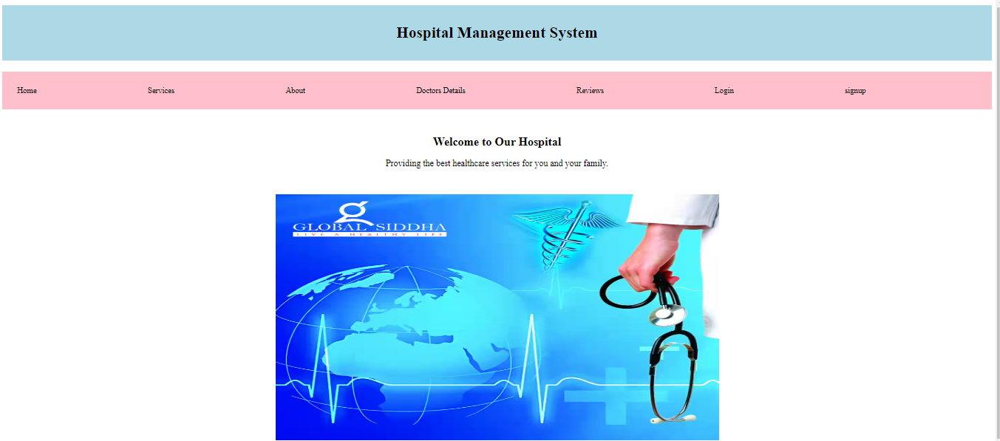 Hospital Management System
Home Services About Doctors Details Reviews Login signup
Welcome to Our Hospital
Providing the best healthcare services for you and your family.
GLOBAL SIDDHA
LIVE A HEALTHY LIFE